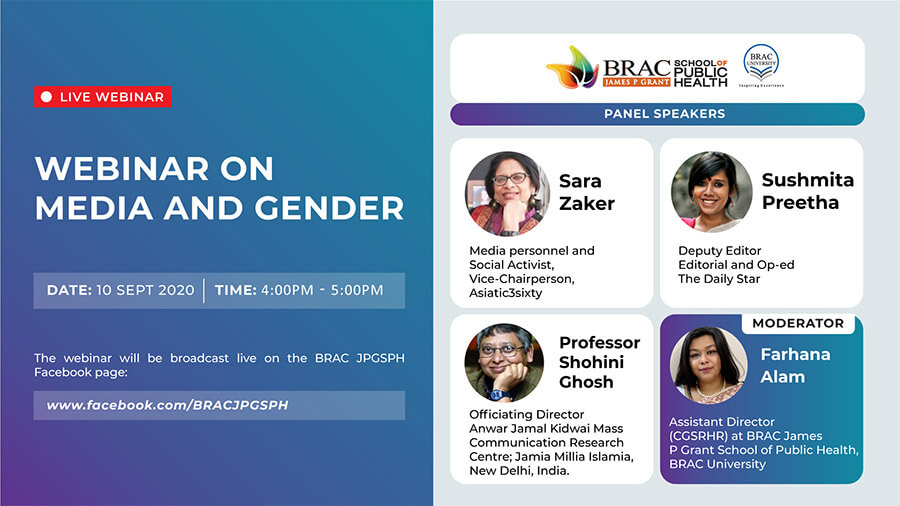 LIVE WEBINAR
WEBINAR ON
MEDIA AND GENDER
DATE: 10 SEPT 2020 | TIME: 4:00PM - 5:00PM
The webinar will be broadcast live on the BRAC JPGSPH
Facebook page:
www.facebook.com/BRACJPGSPH
BRAC
JAMES P GRANT
SCHOOL OF
PUBLIC
HEALTH
BRAC
UNIVERSITY
Inspiring Excellence
PANEL SPEAKERS
Sara
Zaker
Media personnel and
Social Activist,
Vice-Chairperson,
Asiatic3sixty
Sushmita
Preetha
Deputy Editor
Editorial and Op-ed
The Daily Star
Professor
Shohini
Ghosh
Officiating Director
Anwar Jamal Kidwai Mass
Communication Research
Centre; Jamia Millia Islamia,
New Delhi, India.
MODERATOR
Farhana
Alam
Assistant Director
(CGSRHR) at BRAC James
P Grant School of Public Health,
BRAC University